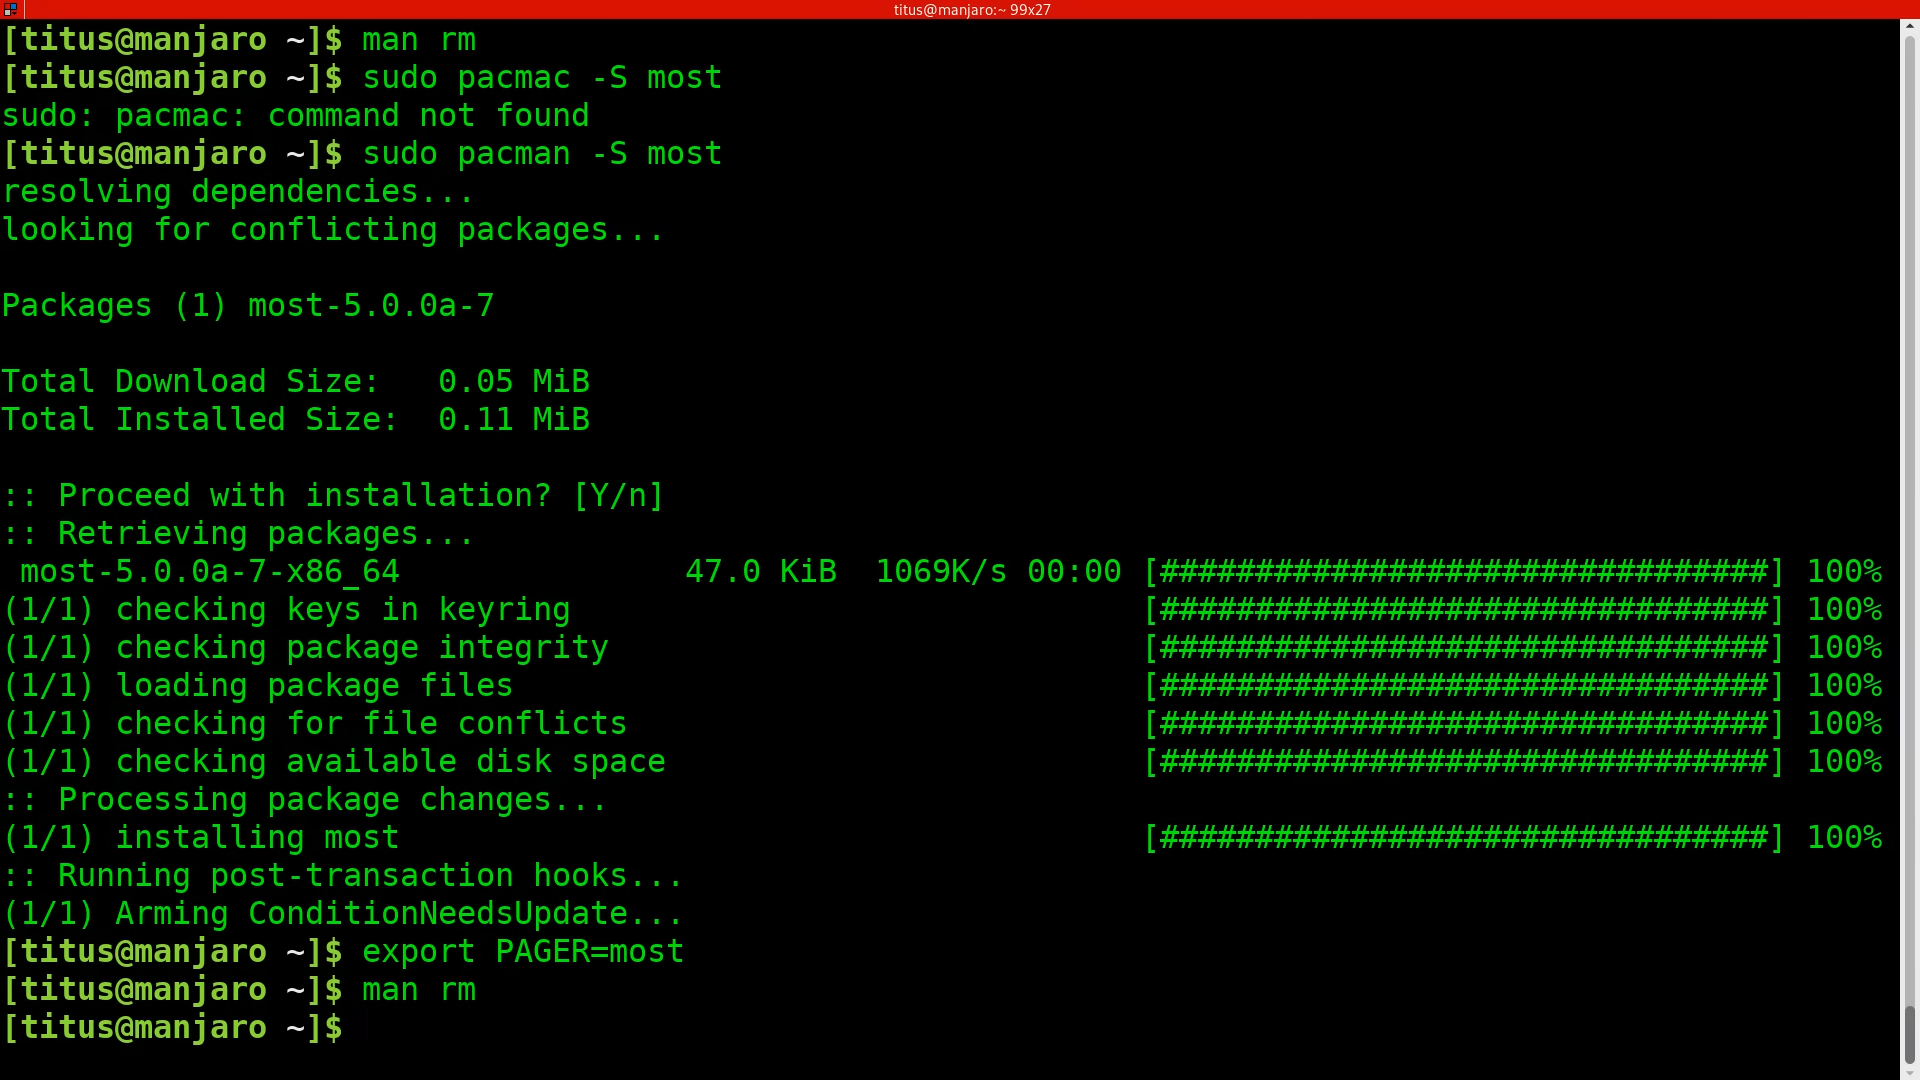 titus@manjaro:~ 99x27
[titus@manjaro ~]$ man rm
[titus@manjaro ~]$ sudo pacmac -S most
sudo: pacmac: command not found
[titus@manjaro ~]$ sudo pacman -S most
resolving dependencies...
looking for conflicting packages...
Packages (1) most-5.0.0a-7
Total Download Size:   0.05 MiB
Total Installed Size:  0.11 MiB
:: Proceed with installation? [Y/n]
:: Retrieving packages...
 most-5.0.0a-7-x86_64               47.0 KiB  1069K/s 00:00 [################################] 100%
(1/1) checking keys in keyring                              [################################] 100%
(1/1) checking package integrity                            [################################] 100%
(1/1) loading package files                                 [################################] 100%
(1/1) checking for file conflicts                           [################################] 100%
(1/1) checking available disk space                         [################################] 100%
:: Processing package changes...
(1/1) installing most                                       [################################] 100%
:: Running post-transaction hooks...
(1/1) Arming ConditionNeedsUpdate...
[titus@manjaro ~]$ export PAGER=most
[titus@manjaro ~]$ man rm
[titus@manjaro ~]$